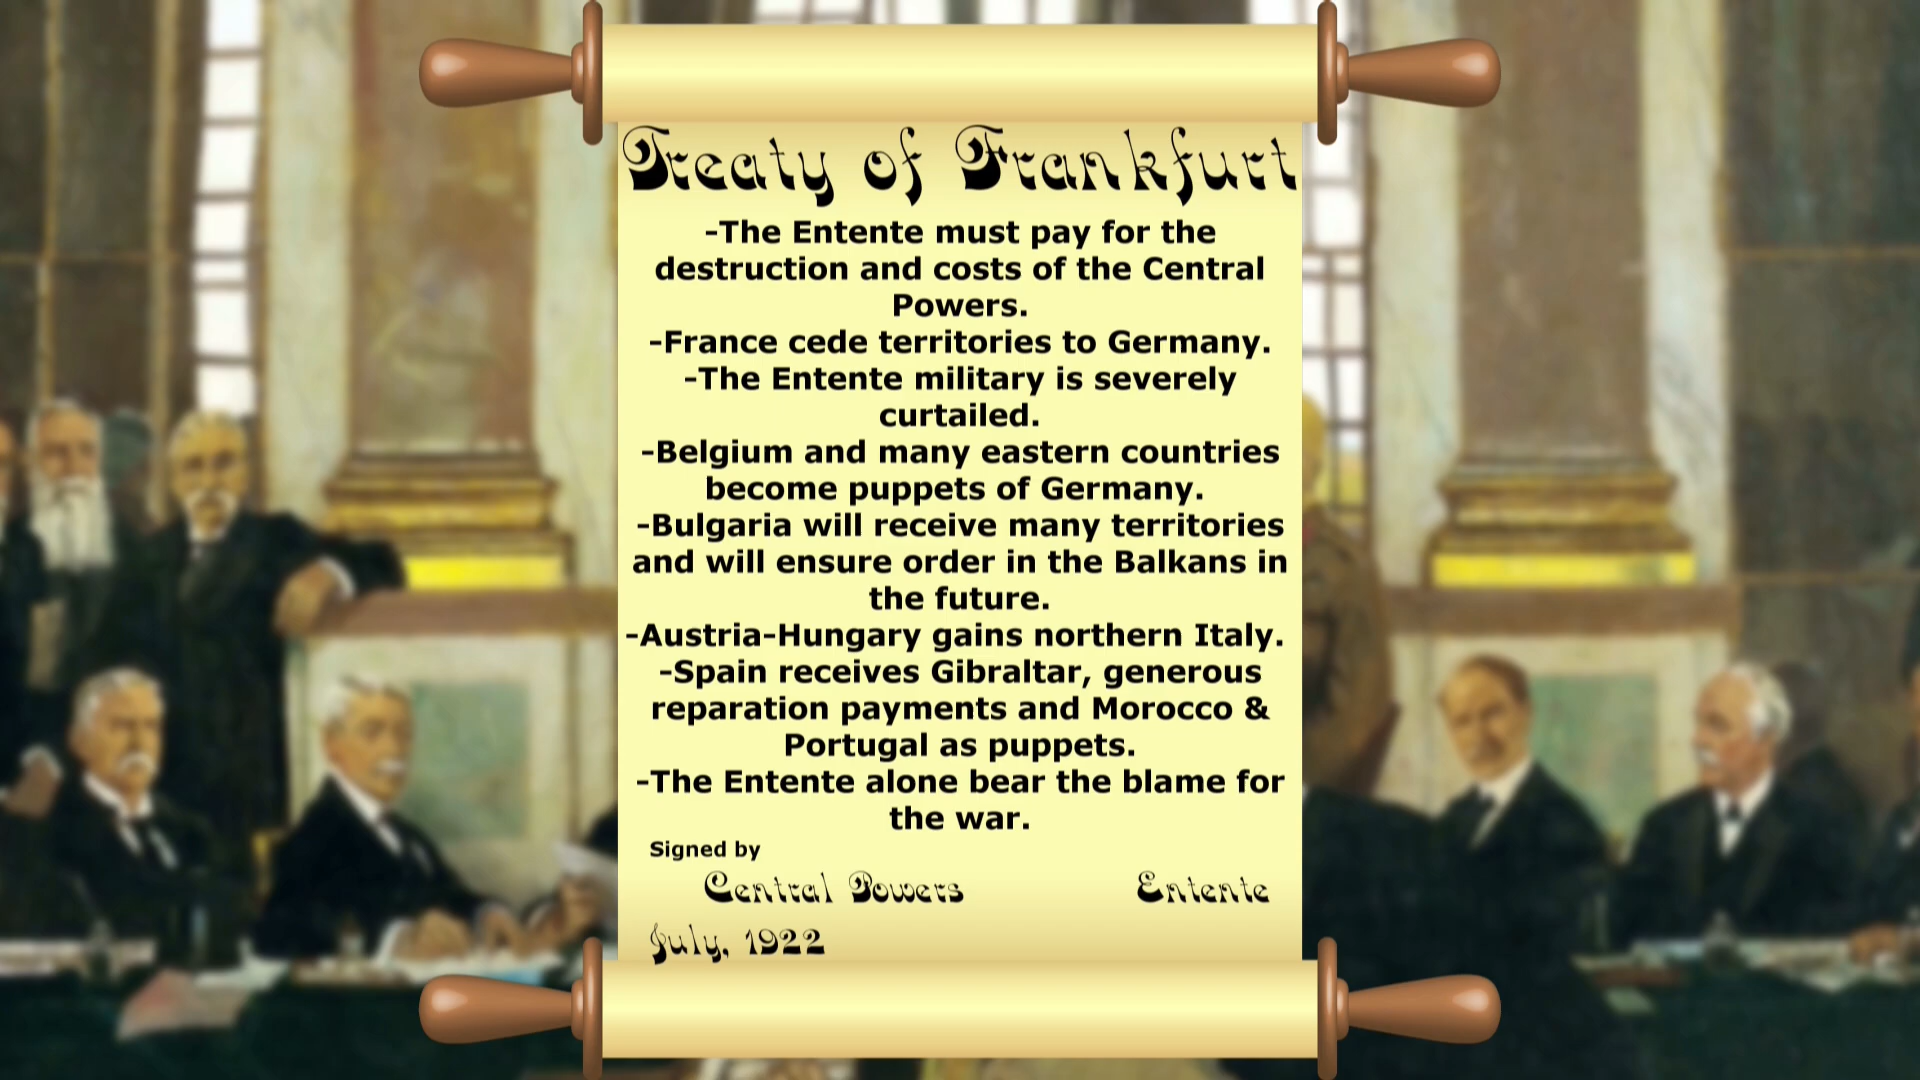 Treaty of Frankfurt
-The Entente must pay for the
destruction and costs of the Central
Powers.
-France cede territories to Germany.
-The Entente military is severely
curtailed.
-Belgium and many eastern countries
become puppets of Germany.
-Bulgaria will receive many territories
and will ensure order in the Balkans in
the future.
-Austria-Hungary gains northern Italy.
-Spain receives Gibraltar, generous
reparation payments and Morocco &
Portugal as puppets.
-The Entente alone bear the blame for
the war.
Signed by
Central Powers Entente
July, 1922